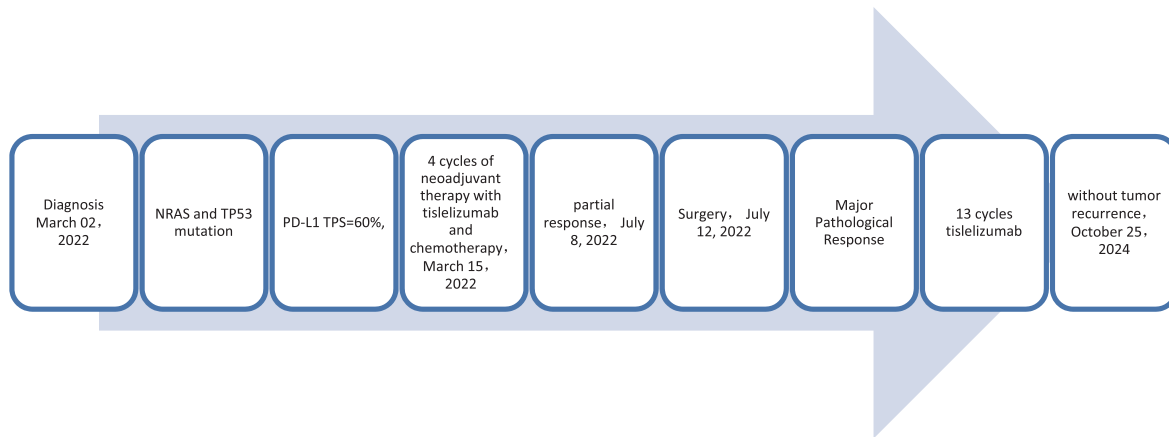 Diagnosis
March 02，
2022
NRAS and TP53
mutation
PD-L1 TPS=60%,
4 cycles of
neoadjuvant
therapy with
tislelizumab
and
chemotherapy，
March 15，
2022
partial
response， July
8, 2022
Surgery， July
12, 2022
Major
Pathological
Response
13 cycles
tislelizumab
without tumor
recurrence，
October 25，
2024